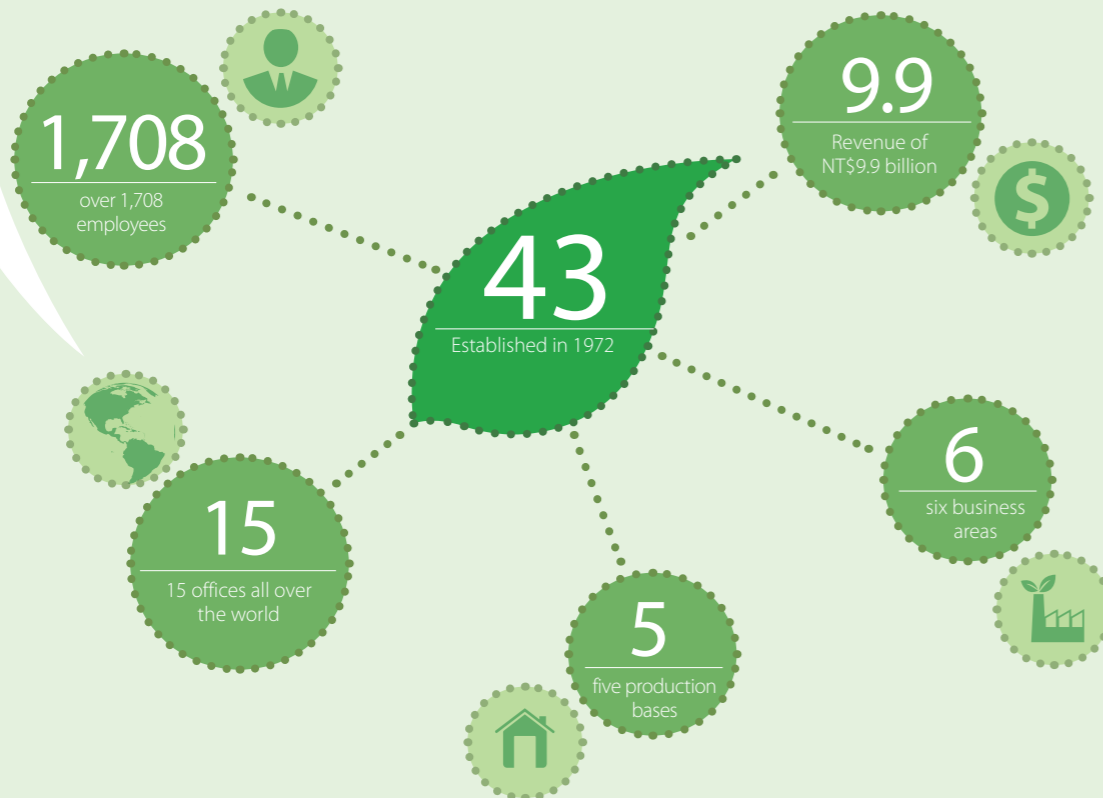 1,708
over 1,708
employees
9.9
Revenue of
NT$9.9 billion
$
43
Established in 1972
15
15 offices all over
the world
6
six business
areas
5
five production
bases